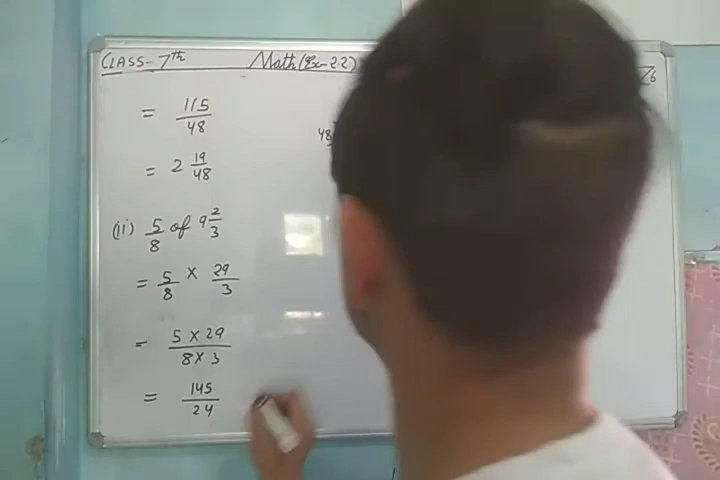 CLASS- 7th Math (Ex- 2.2)
= 115/48
= 2 19/48
(ii) 5/8 of 9 2/3
= 5/8 × 29/3
= 5 × 29 / 8 × 3
= 145/24
48